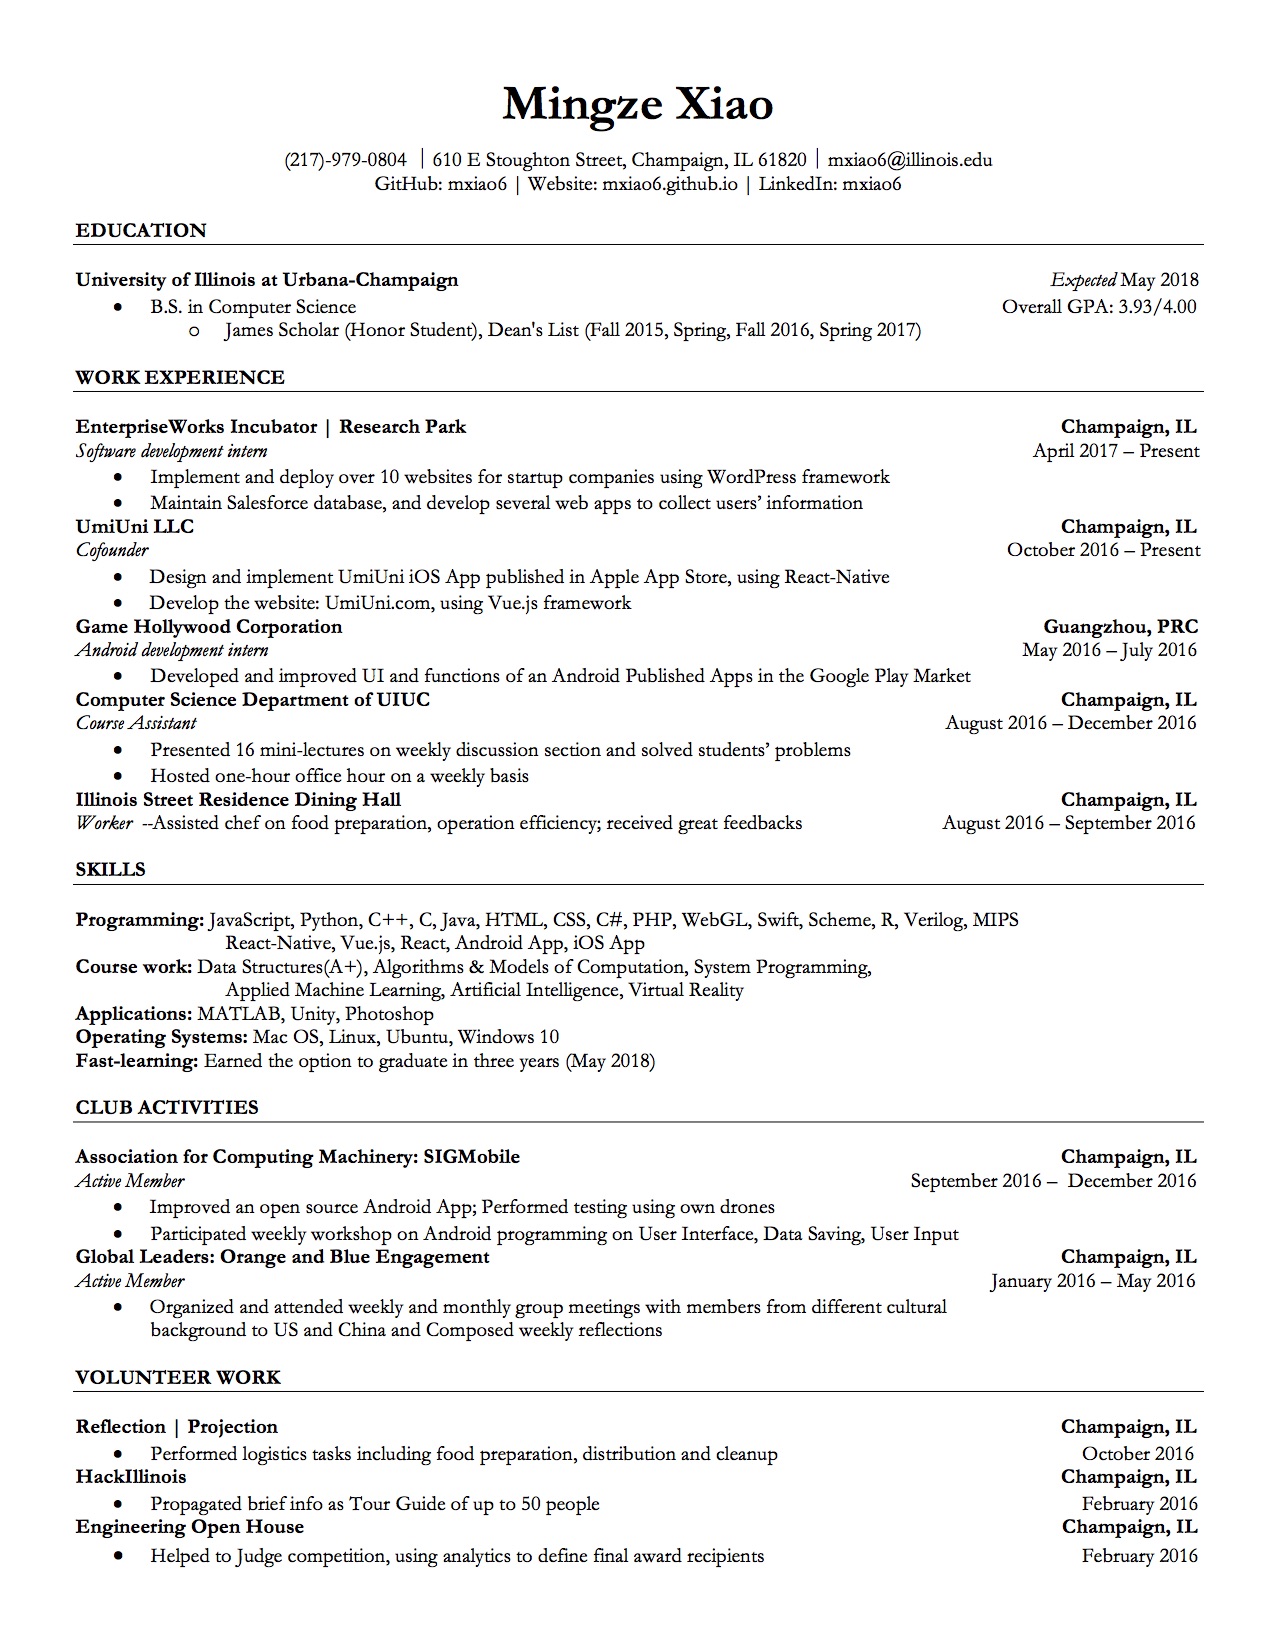 Mingze Xiao
(217)-979-0804 | 610 E Stoughton Street, Champaign, IL 61820 | mxiao6@illinois.edu
GitHub: mxiao6 | Website: mxiao6.github.io | LinkedIn: mxiao6
EDUCATION
University of Illinois at Urbana-Champaign Expected May 2018
• B.S. in Computer Science Overall GPA: 3.93/4.00
o James Scholar (Honor Student), Dean's List (Fall 2015, Spring, Fall 2016, Spring 2017)
WORK EXPERIENCE
EnterpriseWorks Incubator | Research Park Champaign, IL
Software development intern April 2017 – Present
• Implement and deploy over 10 websites for startup companies using WordPress framework
• Maintain Salesforce database, and develop several web apps to collect users’ information
UmiUni LLC Champaign, IL
Cofounder October 2016 – Present
• Design and implement UmiUni iOS App published in Apple App Store, using React-Native
• Develop the website: UmiUni.com, using Vue.js framework
Game Hollywood Corporation Guangzhou, PRC
Android development intern May 2016 – July 2016
• Developed and improved UI and functions of an Android Published Apps in the Google Play Market
Computer Science Department of UIUC Champaign, IL
Course Assistant August 2016 – December 2016
• Presented 16 mini-lectures on weekly discussion section and solved students’ problems
• Hosted one-hour office hour on a weekly basis
Illinois Street Residence Dining Hall Champaign, IL
Worker --Assisted chef on food preparation, operation efficiency; received great feedbacks August 2016 – September 2016
SKILLS
Programming: JavaScript, Python, C++, C, Java, HTML, CSS, C#, PHP, WebGL, Swift, Scheme, R, Verilog, MIPS
React-Native, Vue.js, React, Android App, iOS App
Course work: Data Structures(A+), Algorithms & Models of Computation, System Programming,
Applied Machine Learning, Artificial Intelligence, Virtual Reality
Applications: MATLAB, Unity, Photoshop
Operating Systems: Mac OS, Linux, Ubuntu, Windows 10
Fast-learning: Earned the option to graduate in three years (May 2018)
CLUB ACTIVITIES
Association for Computing Machinery: SIGMobile Champaign, IL
Active Member September 2016 – December 2016
• Improved an open source Android App; Performed testing using own drones
• Participated weekly workshop on Android programming on User Interface, Data Saving, User Input
Global Leaders: Orange and Blue Engagement Champaign, IL
Active Member January 2016 – May 2016
• Organized and attended weekly and monthly group meetings with members from different cultural
background to US and China and Composed weekly reflections
VOLUNTEER WORK
Reflection | Projection Champaign, IL
• Performed logistics tasks including food preparation, distribution and cleanup October 2016
HackIllinois Champaign, IL
• Propagated brief info as Tour Guide of up to 50 people February 2016
Engineering Open House Champaign, IL
• Helped to Judge competition, using analytics to define final award recipients February 2016